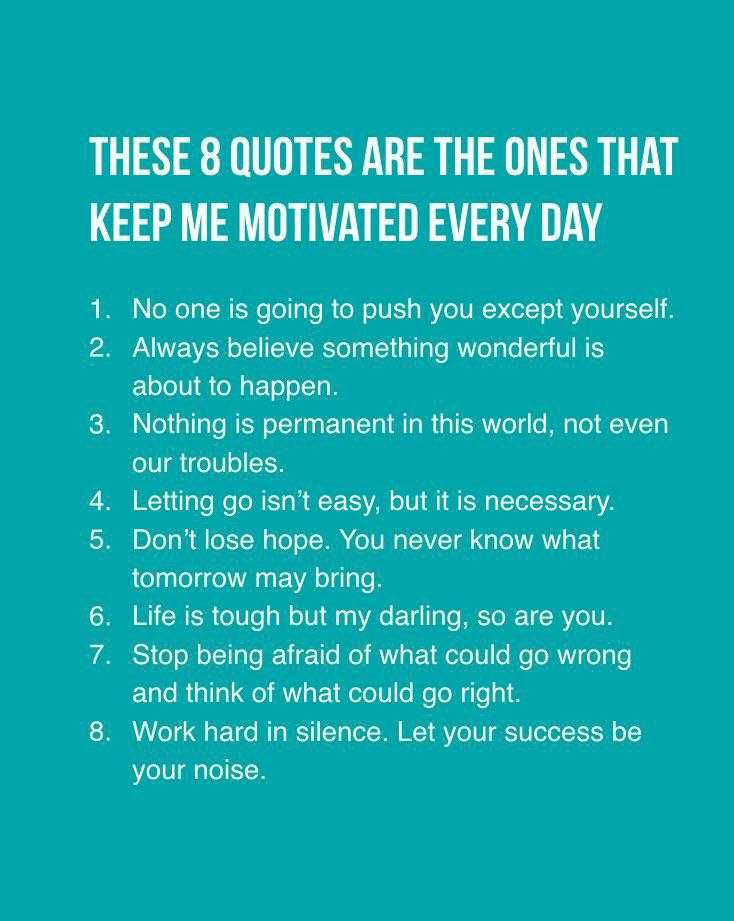 THESE 8 QUOTES ARE THE ONES THAT
KEEP ME MOTIVATED EVERY DAY
1. No one is going to push you except yourself.
2. Always believe something wonderful is
about to happen.
3. Nothing is permanent in this world, not even
our troubles.
4. Letting go isn’t easy, but it is necessary.
5. Don’t lose hope. You never know what
tomorrow may bring.
6. Life is tough but my darling, so are you.
7. Stop being afraid of what could go wrong
and think of what could go right.
8. Work hard in silence. Let your success be
your noise.